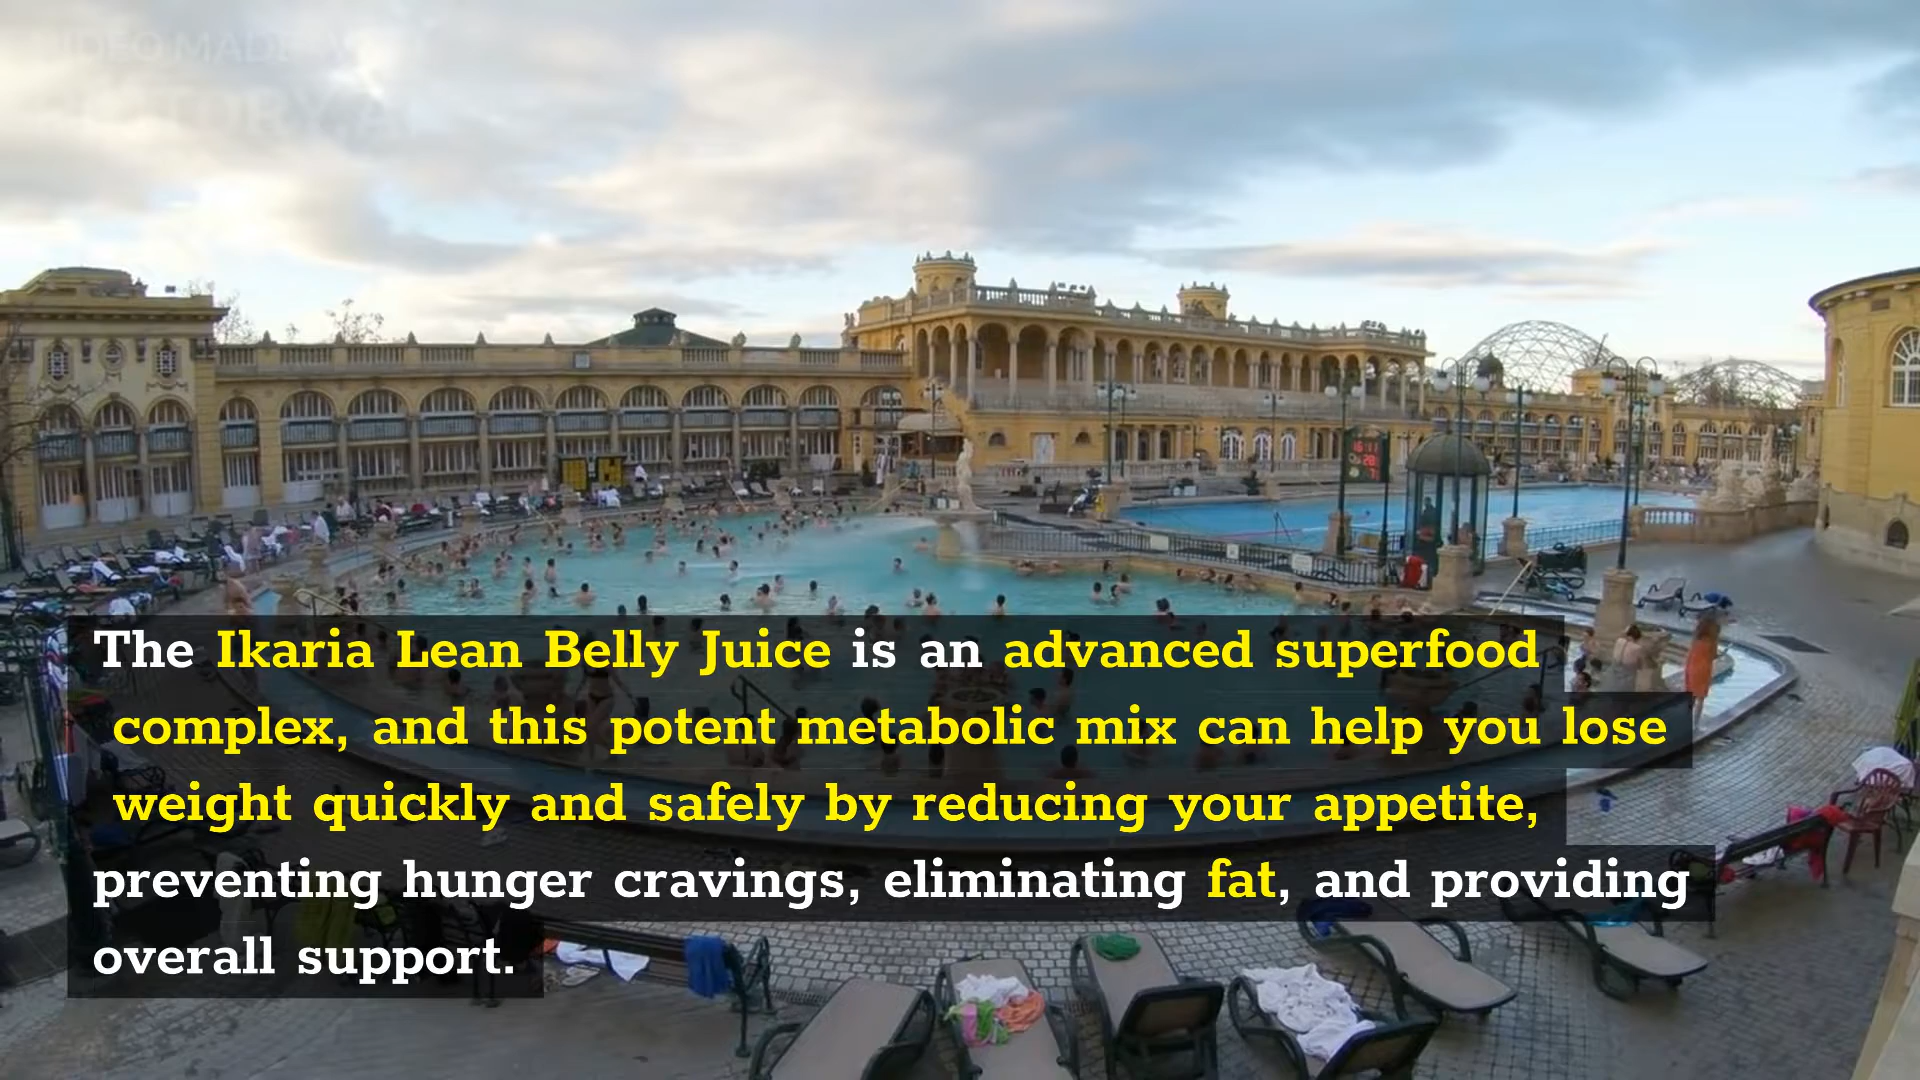 The Ikaria Lean Belly Juice is an advanced superfood
complex, and this potent metabolic mix can help you lose
weight quickly and safely by reducing your appetite,
preventing hunger cravings, eliminating fat, and providing
overall support.